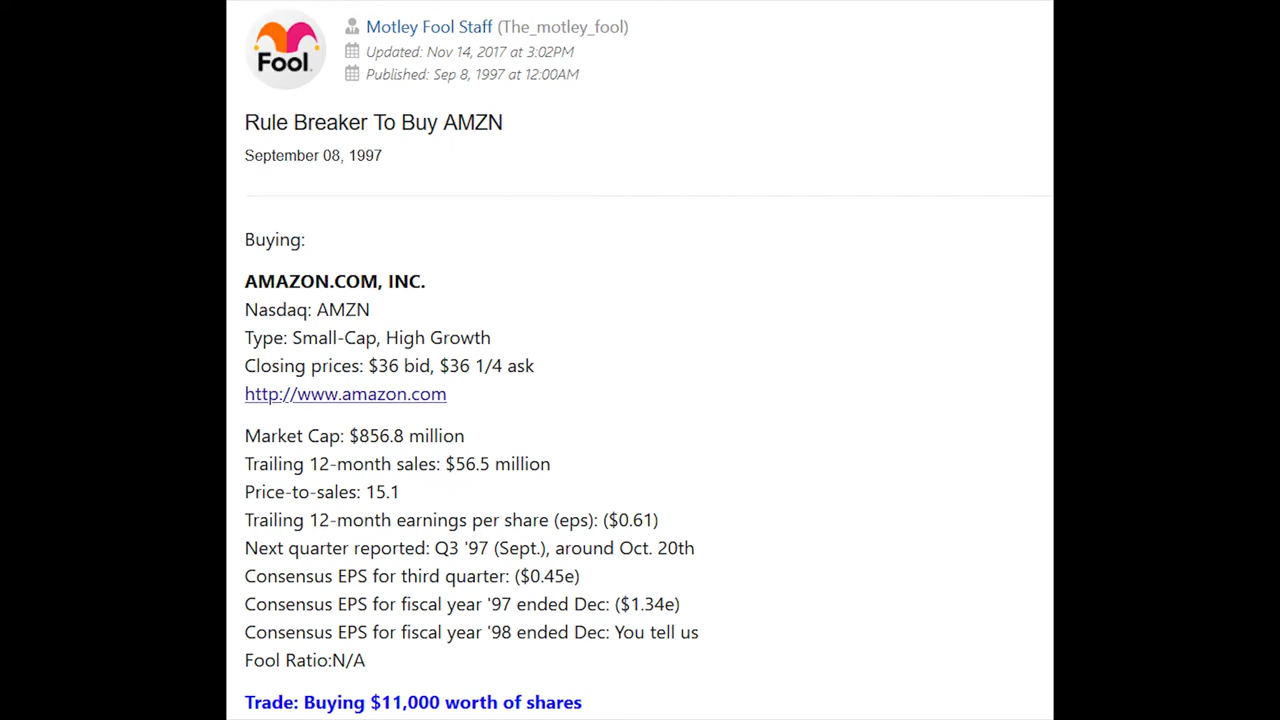 Fool.
Motley Fool Staff (The_motley_fool)
Updated: Nov 14, 2017 at 3:02PM
Published: Sep 8, 1997 at 12:00AM
Rule Breaker To Buy AMZN
September 08, 1997
Buying:
AMAZON.COM, INC.
Nasdaq: AMZN
Type: Small-Cap, High Growth
Closing prices: $36 bid, $36 1/4 ask
http://www.amazon.com
Market Cap: $856.8 million
Trailing 12-month sales: $56.5 million
Price-to-sales: 15.1
Trailing 12-month earnings per share (eps): ($0.61)
Next quarter reported: Q3 '97 (Sept.), around Oct. 20th
Consensus EPS for third quarter: ($0.45e)
Consensus EPS for fiscal year '97 ended Dec: ($1.34e)
Consensus EPS for fiscal year '98 ended Dec: You tell us
Fool Ratio:N/A
Trade: Buying $11,000 worth of shares